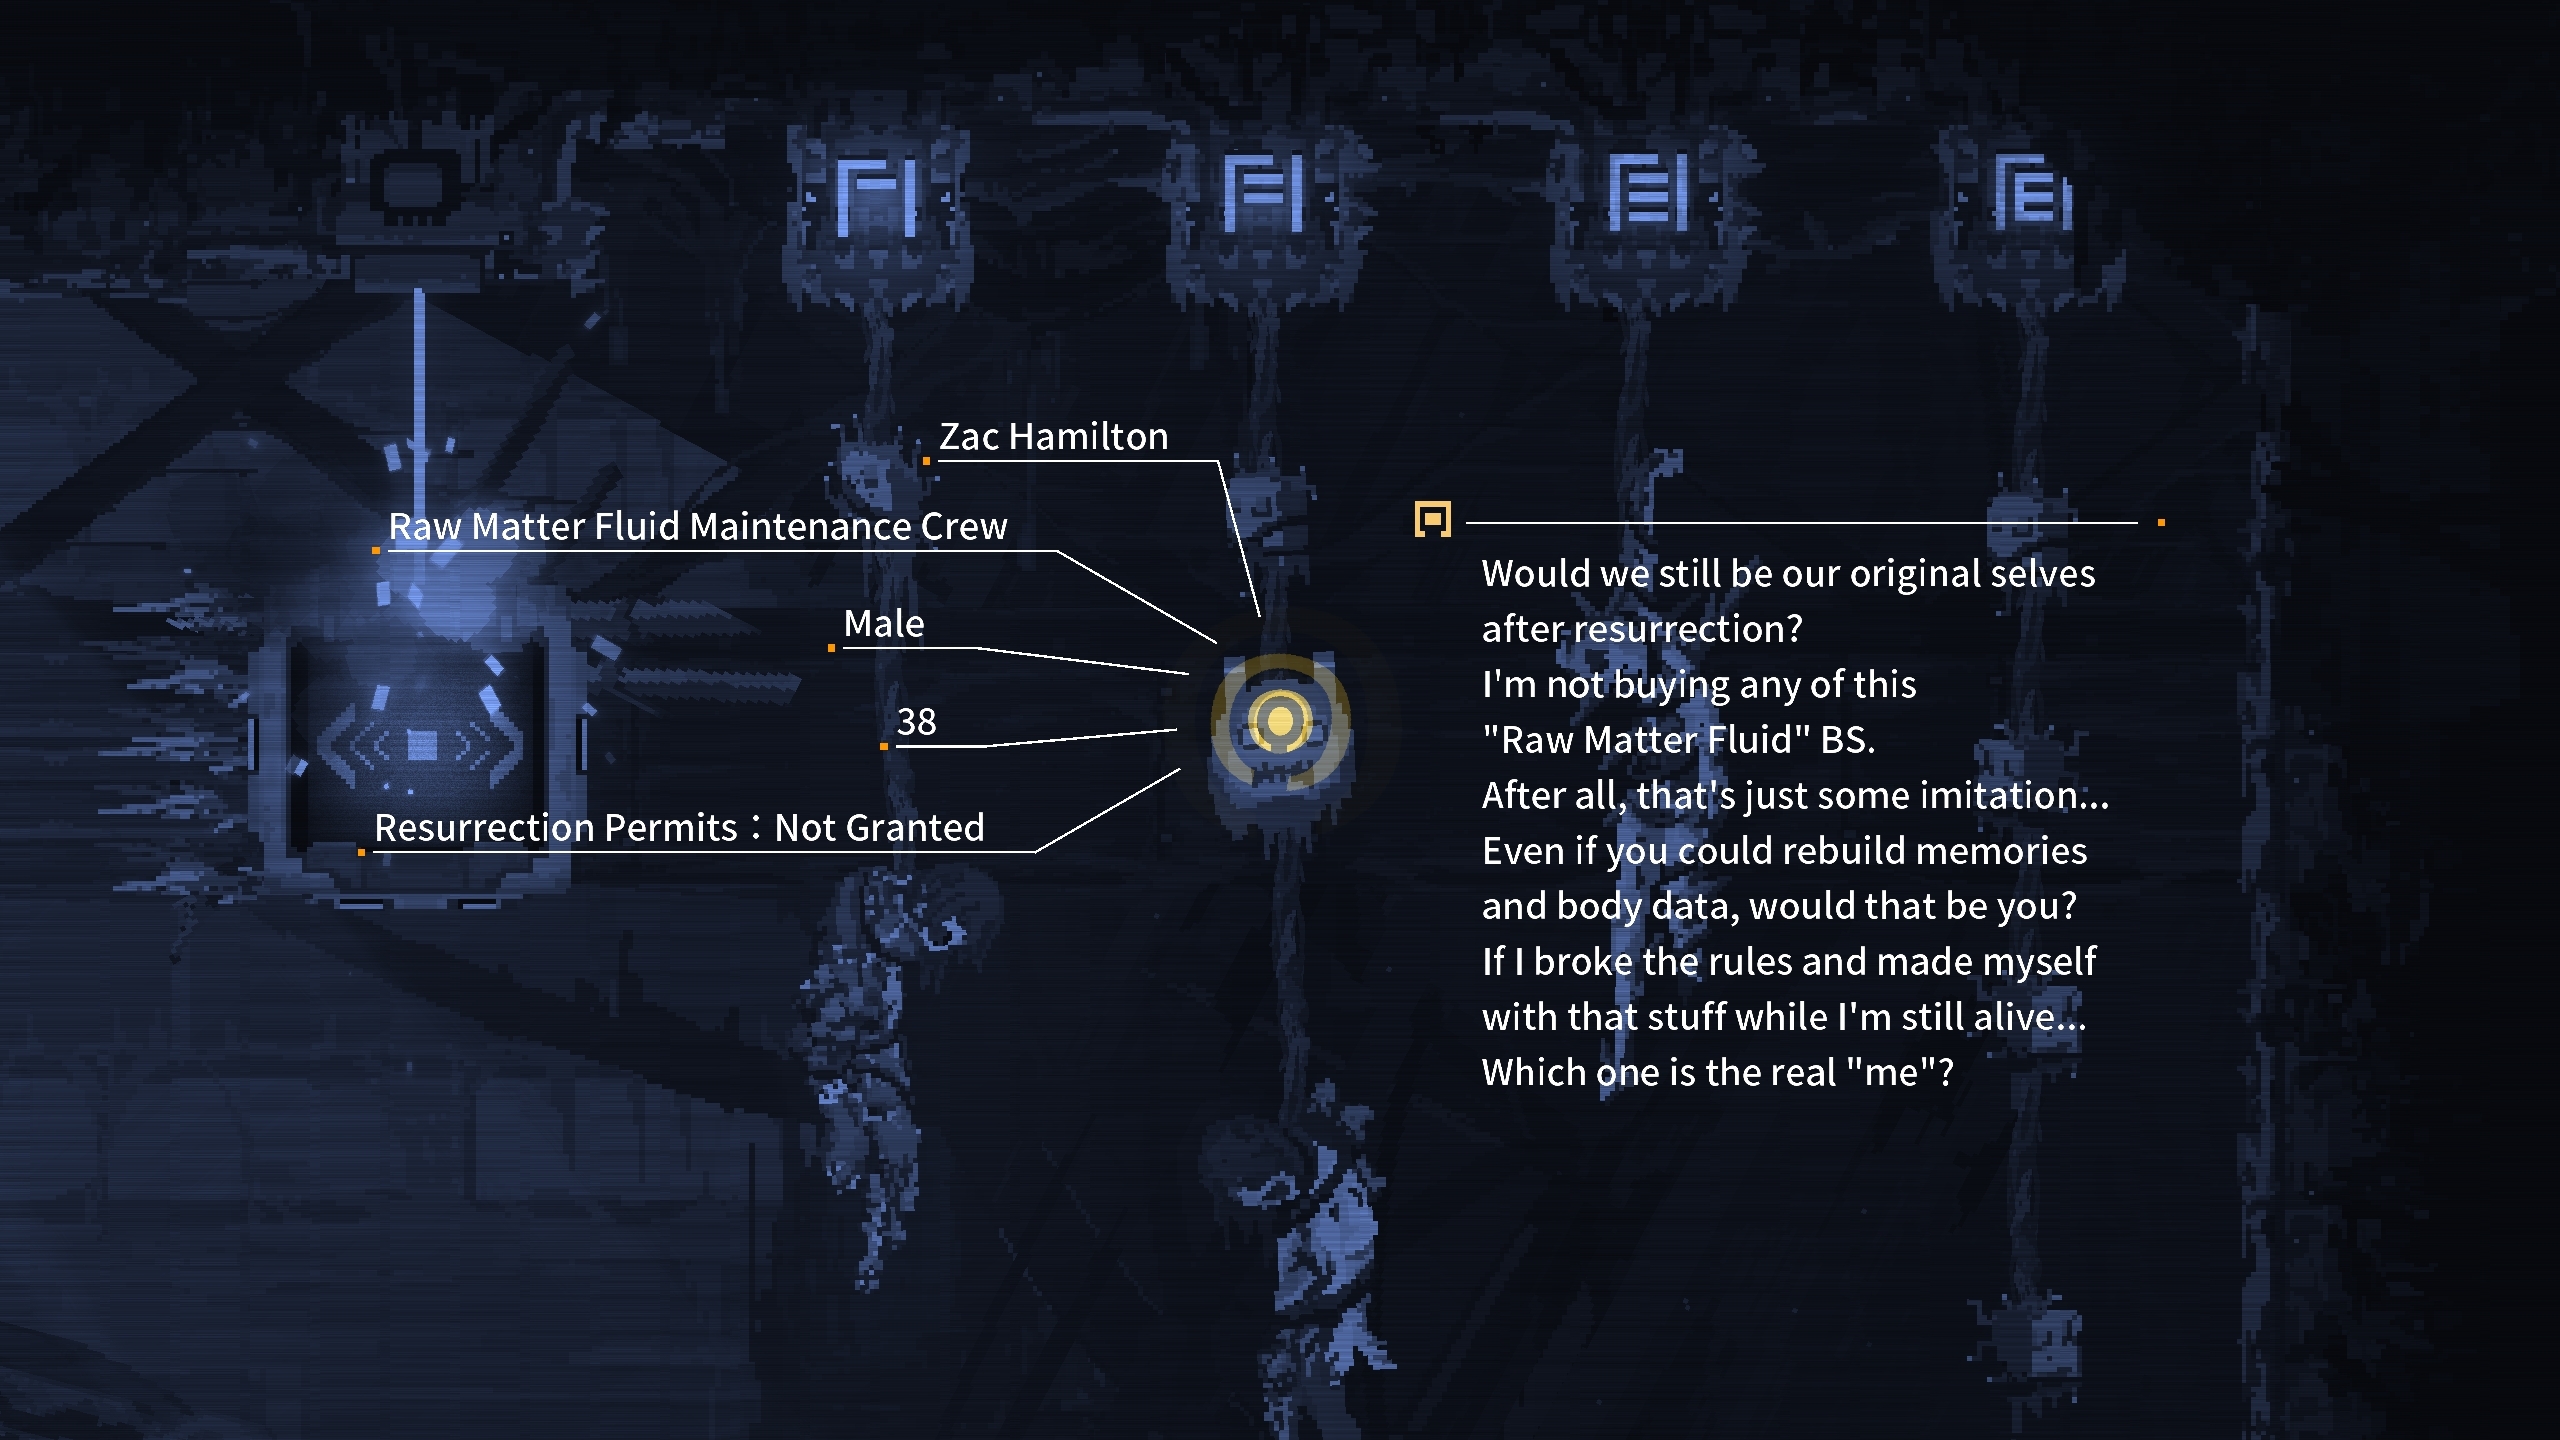 Zac Hamilton
Raw Matter Fluid Maintenance Crew
Male
38
Resurrection Permits：Not Granted
Would we still be our original selves
after resurrection?
I'm not buying any of this
"Raw Matter Fluid" BS.
After all, that's just some imitation...
Even if you could rebuild memories
and body data, would that be you?
If I broke the rules and made myself
with that stuff while I'm still alive...
Which one is the real "me"?